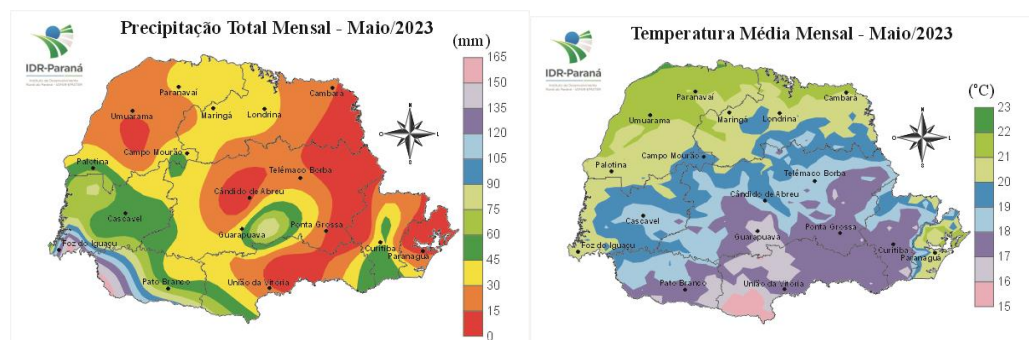 Precipitação Total Mensal - Maio/2023
(mm)
IDR-Paraná
165
150
135
120
105
90
75
60
45
30
15
0
Paranavaí
Cambará
Umuarama
Maringá
Londrina
Campo Mourão
Palotina
Telêmaco Borba
Cândido de Abreu
Cascavel
Ponta Grossa
Guarapuava
Foz do Iguaçu
Curitiba
Paranaguá
Pato Branco
União da Vitória
Temperatura Média Mensal - Maio/2023
(°C)
IDR-Paraná
23
22
21
20
19
18
17
16
15
Paranavaí
Cambará
Umuarama
Maringá
Londrina
Campo Mourão
Palotina
Telêmaco Borba
Cândido de Abreu
Cascavel
Guarapuava
Ponta Grossa
Foz do Iguaçu
Curitiba
Paranaguá
Pato Branco
União da Vitória